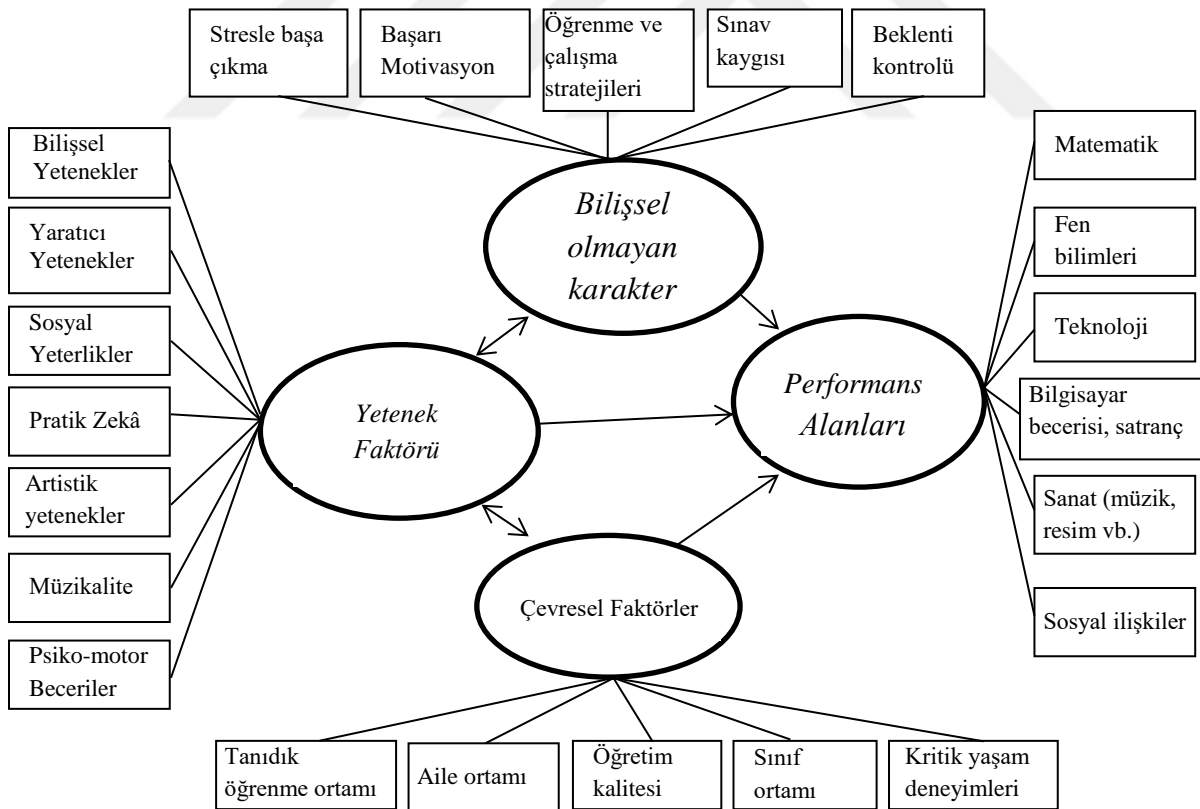 Stresle başa
çıkma
Başarı
Motivasyon
Öğrenme ve
çalışma
stratejileri
Sınav
kaygısı
Beklenti
kontrolü
Bilişsel
Yetenekler
Yaratıcı
Yetenekler
Sosyal
Yeterlikler
Pratik Zekâ
Artistik
yetenekler
Müzikalite
Psiko-motor
Beceriler
Bilişsel
olmayan
karakter
Yetenek
Faktörü
Performans
Alanları
Çevresel Faktörler
Matematik
Fen
bilimleri
Teknoloji
Bilgisayar
becerisi, satranç
Sanat (müzik,
resim vb.)
Sosyal ilişkiler
Tanıdık
öğrenme ortamı
Aile ortamı
Öğretim
kalitesi
Sınıf
ortamı
Kritik yaşam
deneyimleri